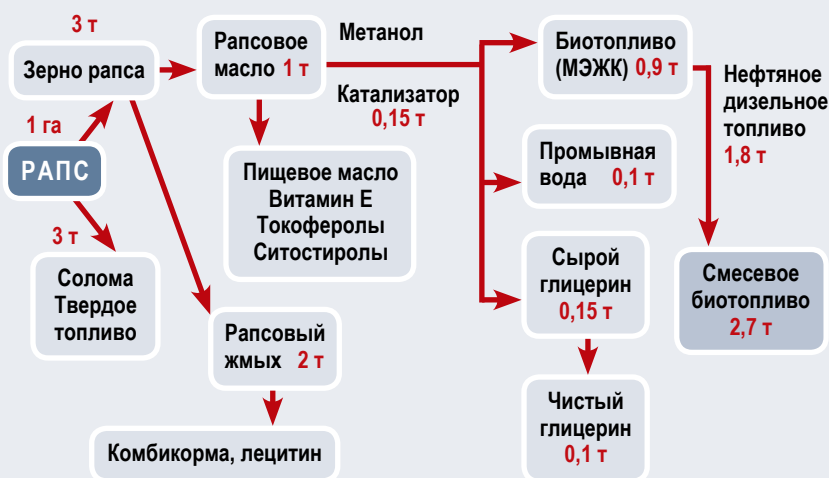 3 т
Зерно рапса
1 га
РАПС
3 т
Солома
Твердое
топливо
Рапсовое
масло 1 т
Метанол
Катализатор
0,15 т
Пищевое масло
Витамин Е
Токоферолы
Ситостиролы
Рапсовый
жмых 2 т
Комбикорма, лецитин
Биотопливо
(МЭЖК) 0,9 т
Промывная
вода 0,1 т
Сырой
глицерин
0,15 т
Чистый
глицерин
0,1 т
Нефтяное
дизельное
топливо
1,8 т
Смесевое
биотопливо
2,7 т